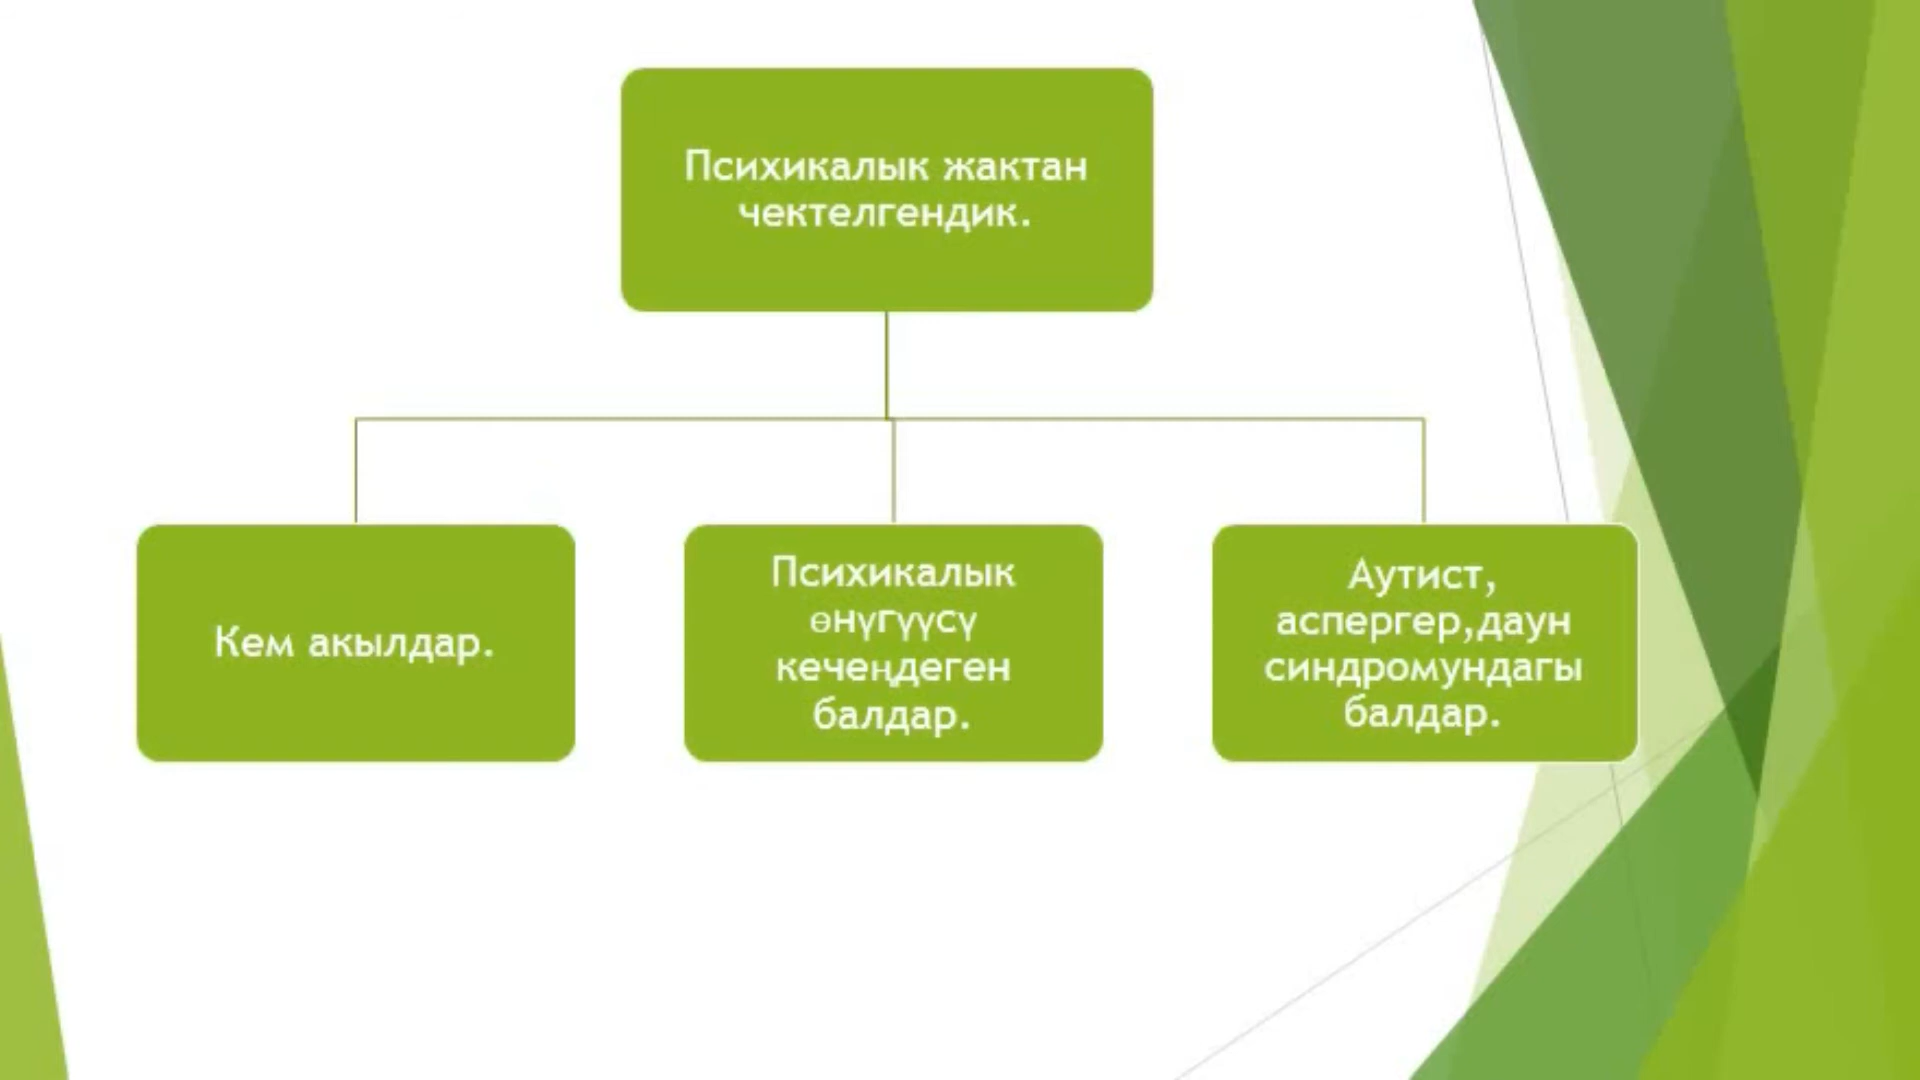 Психикалык жактан
чектелгендик.
Кем акылдар.
Психикалык
өнүгүүсү
кечеңдеген
балдар.
Аутист,
аспергер,даун
синдромундагы
балдар.